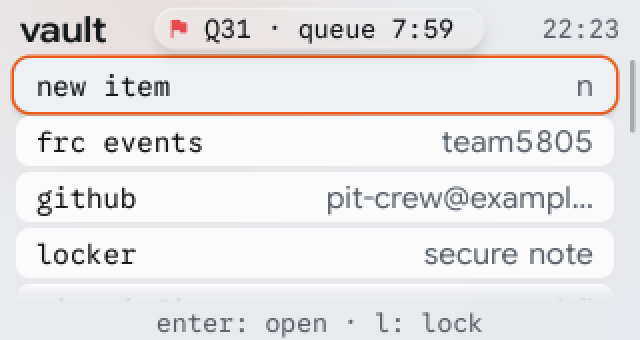 vault
Q31 · queue 7:59
22:23
new item n
frc events team5805
github pit-crew@exampl...
locker secure note
enter: open · l: lock